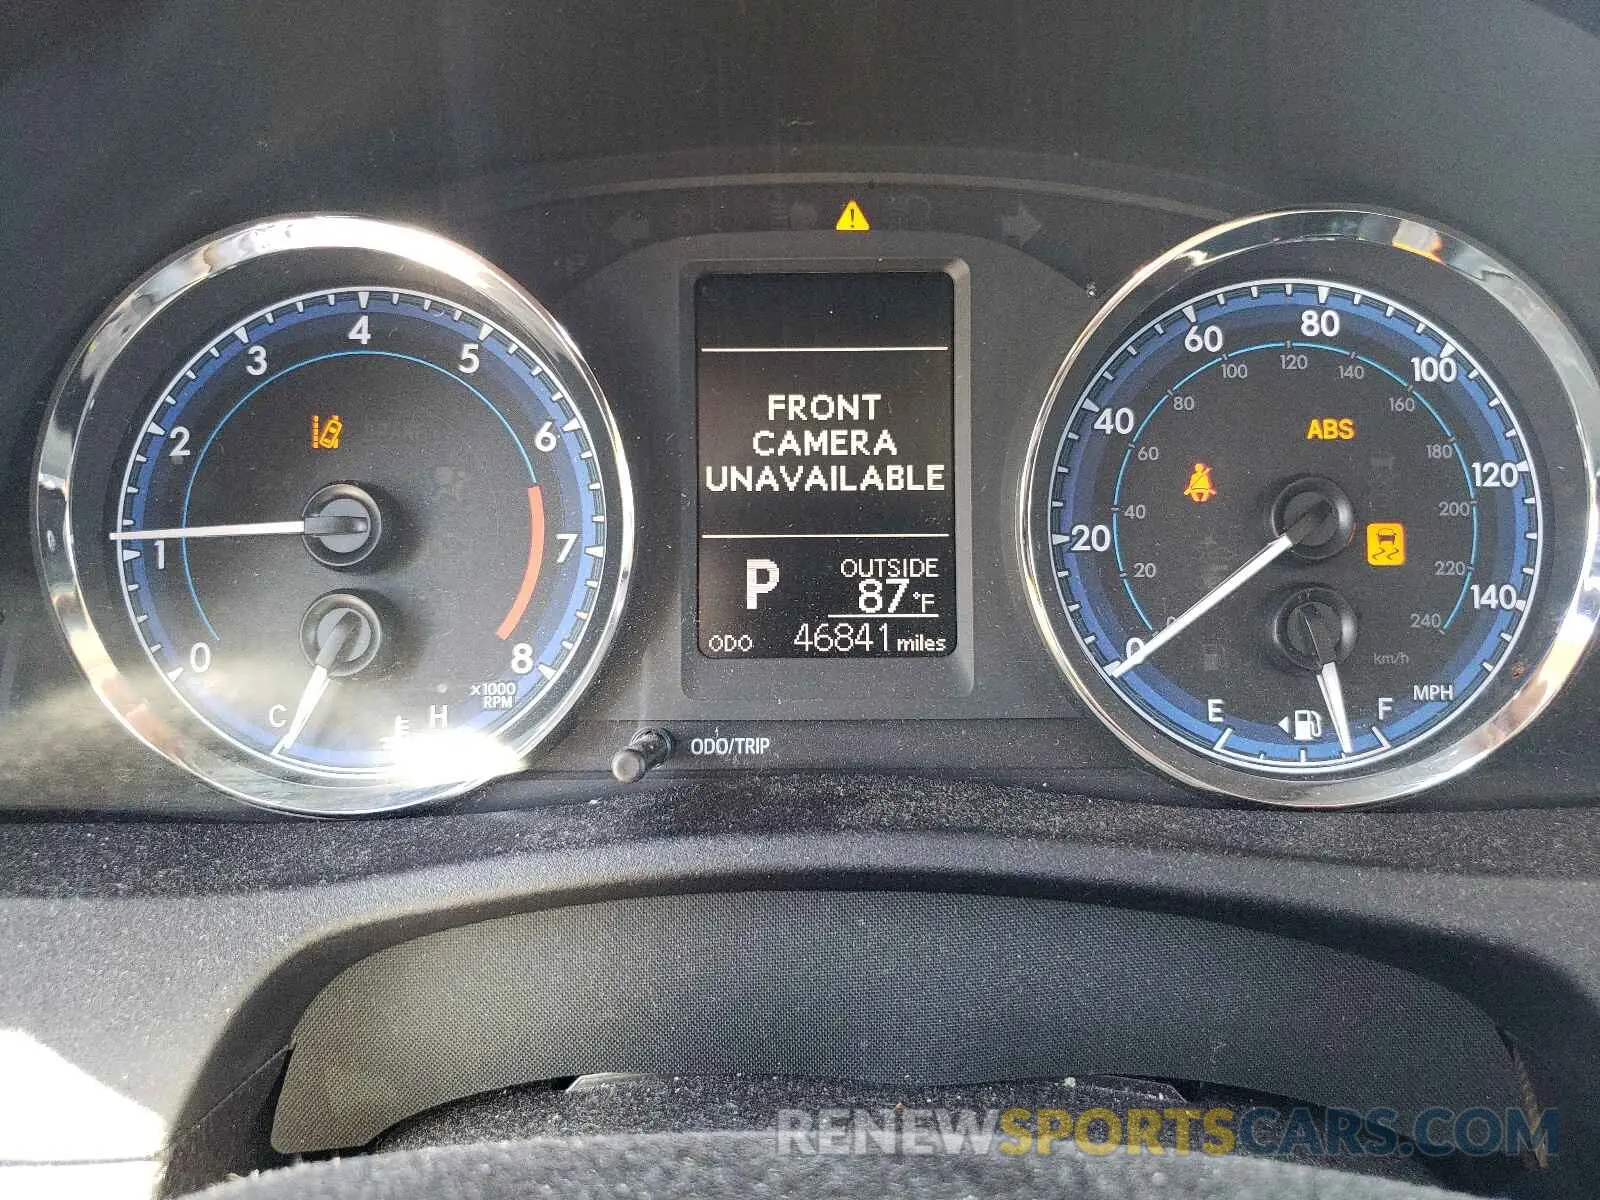 FRONT
CAMERA
UNAVAILABLE
P
OUTSIDE
87°F
ODO 46841 miles
ODO/TRIP
0
1
2
3
4
5
6
7
8
x1000
RPM
C
H
0
20
40
60
80
100
120
140
MPH
0
20
40
60
80
100
120
140
160
180
200
220
240
km/h
ABS
E
F
RENEWSPORTSCARS.COM